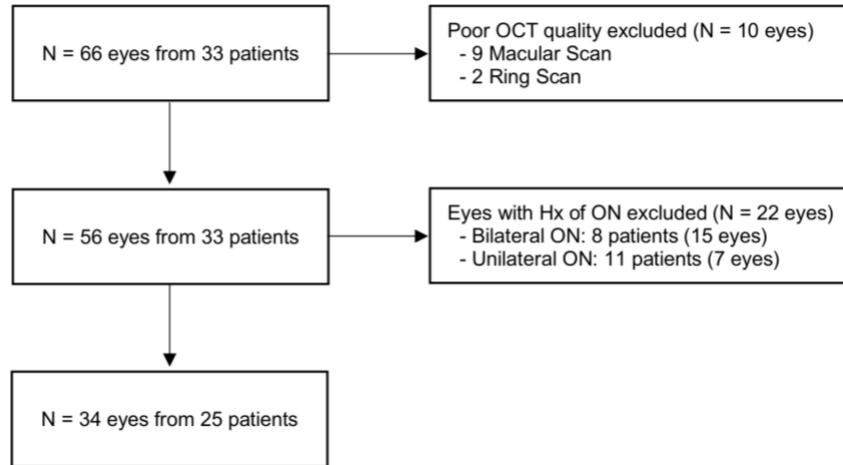 N = 66 eyes from 33 patients
Poor OCT quality excluded (N = 10 eyes)
- 9 Macular Scan
- 2 Ring Scan
N = 56 eyes from 33 patients
Eyes with Hx of ON excluded (N = 22 eyes)
- Bilateral ON: 8 patients (15 eyes)
- Unilateral ON: 11 patients (7 eyes)
N = 34 eyes from 25 patients